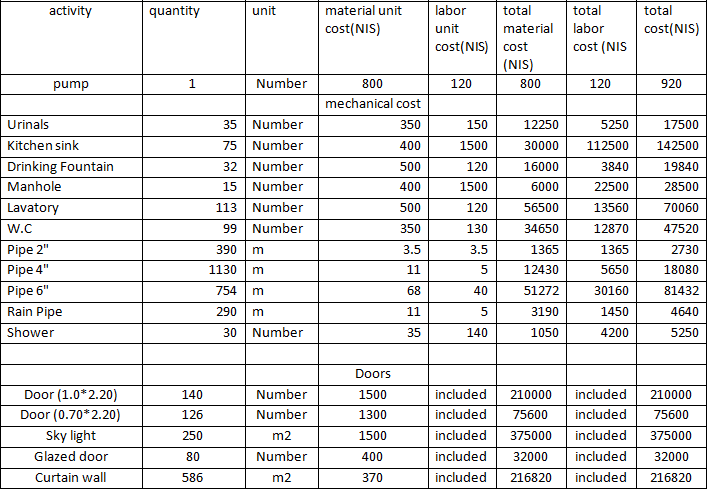 activity quantity unit material unit cost(NIS) labor unit cost(NIS) total material cost (NIS) total labor cost (NIS total cost(NIS)
pump 1 Number 800 120 800 120 920
mechanical cost
Urinals 35 Number 350 150 12250 5250 17500
Kitchen sink 75 Number 400 1500 30000 112500 142500
Drinking Fountain 32 Number 500 120 16000 3840 19840
Manhole 15 Number 400 1500 6000 22500 28500
Lavatory 113 Number 500 120 56500 13560 70060
W.C 99 Number 350 130 34650 12870 47520
Pipe 2" 390 m 3.5 3.5 1365 1365 2730
Pipe 4" 1130 m 11 5 12430 5650 18080
Pipe 6" 754 m 68 40 51272 30160 81432
Rain Pipe 290 m 11 5 3190 1450 4640
Shower 30 Number 35 140 1050 4200 5250
Doors
Door (1.0*2.20) 140 Number 1500 included 210000 included 210000
Door (0.70*2.20) 126 Number 1300 included 75600 included 75600
Sky light 250 m2 1500 included 375000 included 375000
Glazed door 80 Number 400 included 32000 included 32000
Curtain wall 586 m2 370 included 216820 included 216820